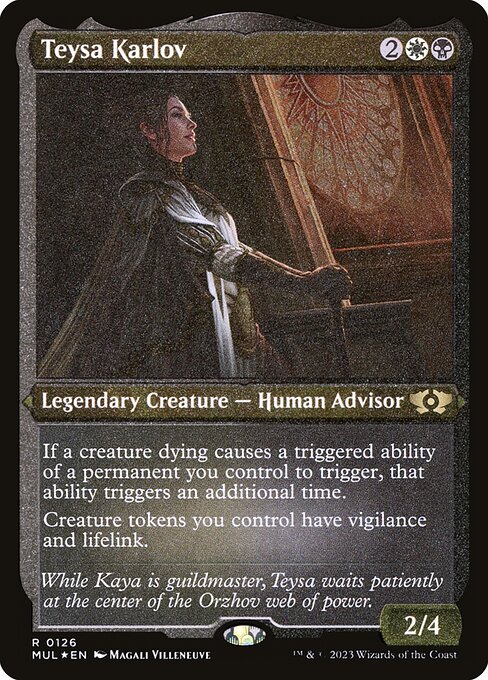 Teysa Karlov
2
Legendary Creature — Human Advisor
If a creature dying causes a triggered ability
of a permanent you control to trigger, that
ability triggers an additional time.
Creature tokens you control have vigilance
and lifelink.
While Kaya is guildmaster, Teysa waits patiently
at the center of the Orzhov web of power.
2/4
R 0126
MUL★EN Magali Villeneuve
™ & © 2023 Wizards of the Coast